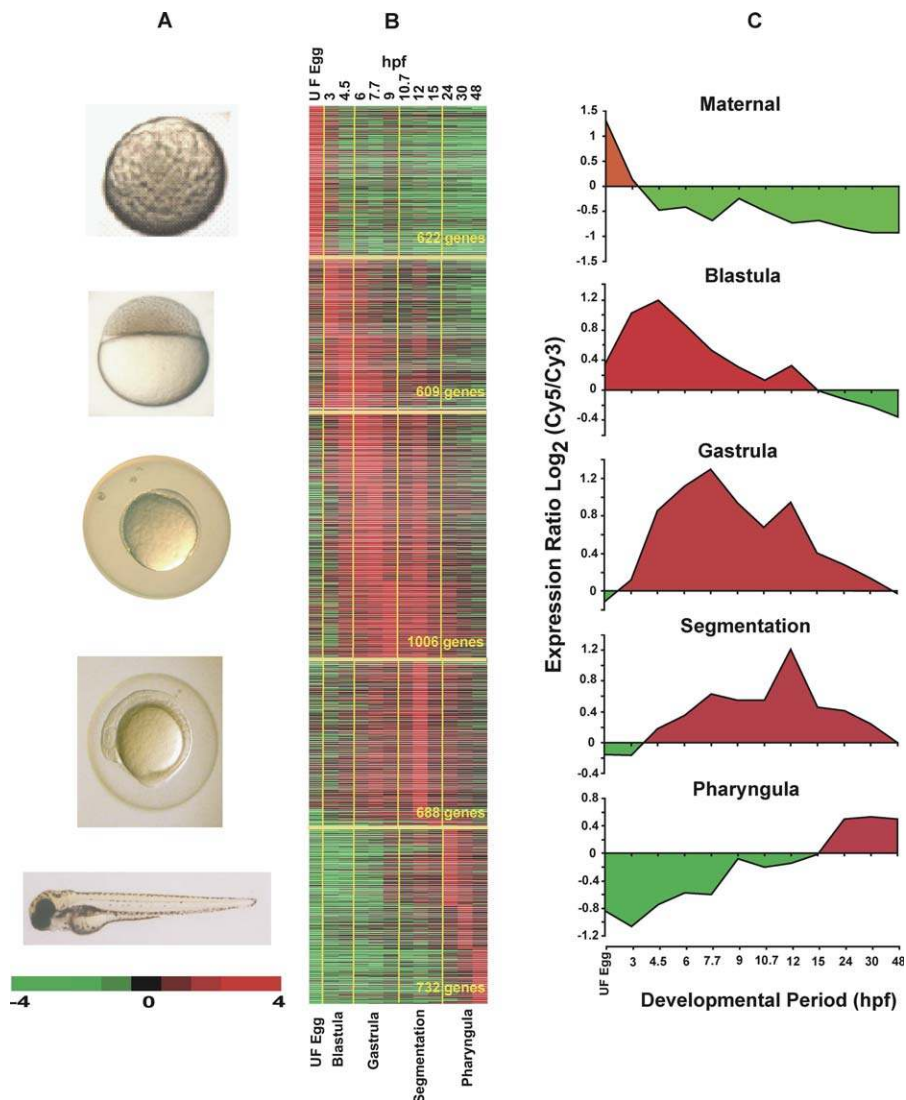 A
B
C
hpf
U F Egg
3
4.5
6
7.7
9
10.7
12
15
24
30
48
622 genes
609 genes
1006 genes
688 genes
732 genes
-4
0
4
UF Egg
Blastula
Gastrula
Segmentation
Pharyngula
Expression Ratio Log2 (Cy5/Cy3)
Maternal
1.5
1
0.5
0
-0.5
-1
-1.5
Blastula
1.2
0.8
0.4
0
-0.4
Gastrula
1.2
0.8
0.4
0
Segmentation
1.2
0.8
0.4
0
-0.4
Pharyngula
0.8
0.4
0
-0.4
-0.8
-1.2
UF Egg
3
4.5
6
7.7
9
10.7
12
15
24
30
48
Developmental Period (hpf)